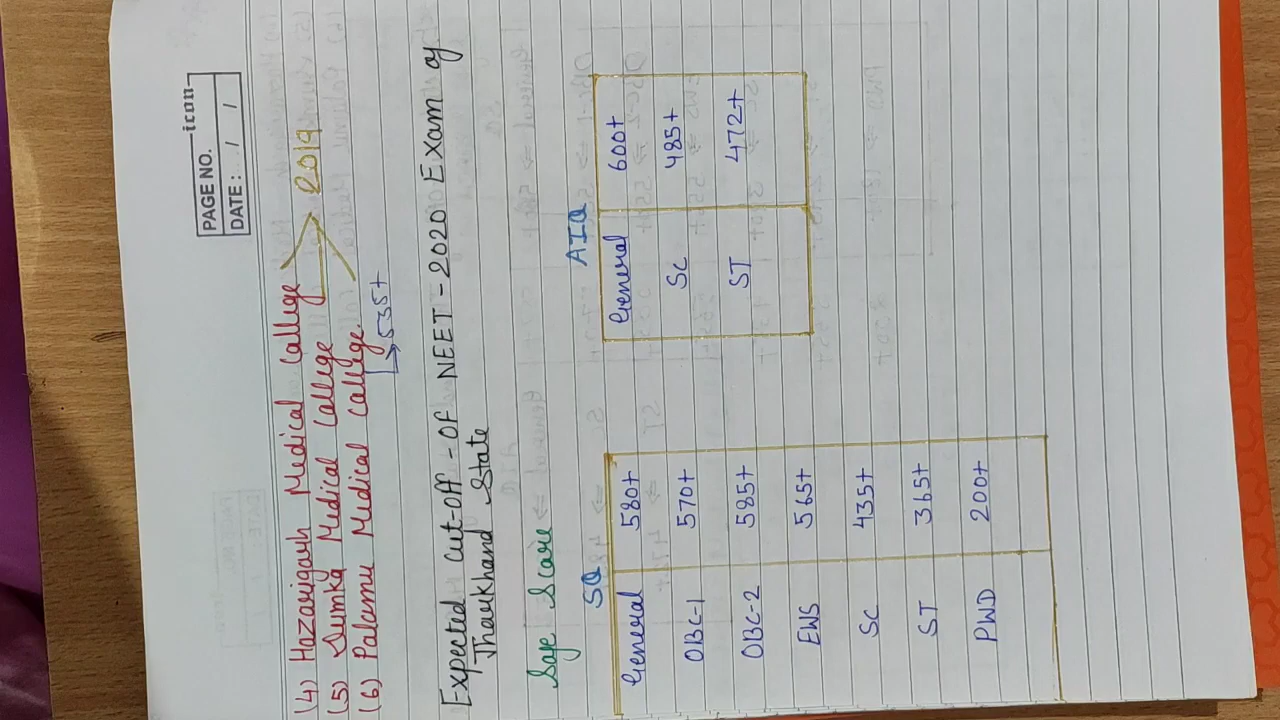 icon
PAGE NO.
DATE: / /
(4) Hazarigarh Medical College
(5) Dumka Medical College > 2019
(6) Palamu Medical College
↳535+
Expected Cut-Off-Of NEET-2020 Exam of
Jharkhand State
Safe Score
SQ
General 580+
OBC-1 570+
OBC-2 585+
EWS 565+
SC 435+
ST 365+
PWD 200+
AIQ
General 600+
SC 485+
ST 472+